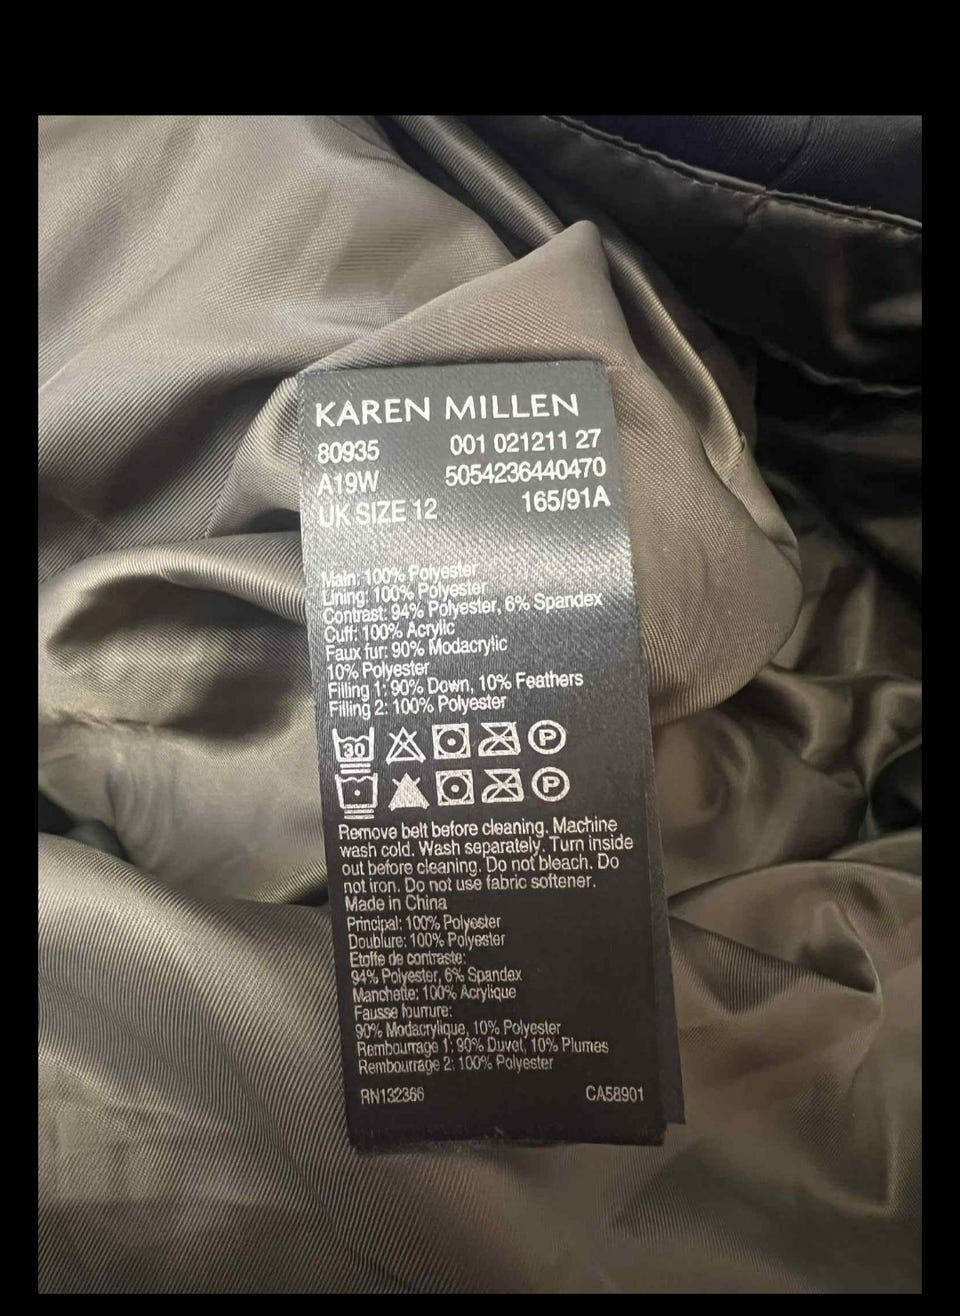 KAREN MILLEN
80935 001 021211 27
A19W 5054236440470
UK SIZE 12 165/91A
Main: 100% Polyester
Lining: 100% Polyester
Contrast: 94% Polyester, 6% Spandex
Cuff: 100% Acrylic
Faux fur: 90% Modacrylic
10% Polyester
Filling 1: 90% Down, 10% Feathers
Filling 2: 100% Polyester
30 P
P
Remove belt before cleaning. Machine
wash cold. Wash separately. Turn inside
out before cleaning. Do not bleach. Do
not iron. Do not use fabric softener.
Made in China
Principal: 100% Polyester
Doublure: 100% Polyester
Etoffe de contraste:
94% Polyester, 6% Spandex
Manchette: 100% Acrylique
Fausse fourrure:
90% Modacrylique, 10% Polyester
Rembourrage 1: 90% Duvet, 10% Plumes
Rembourrage 2: 100% Polyester
RN132366 CA58901